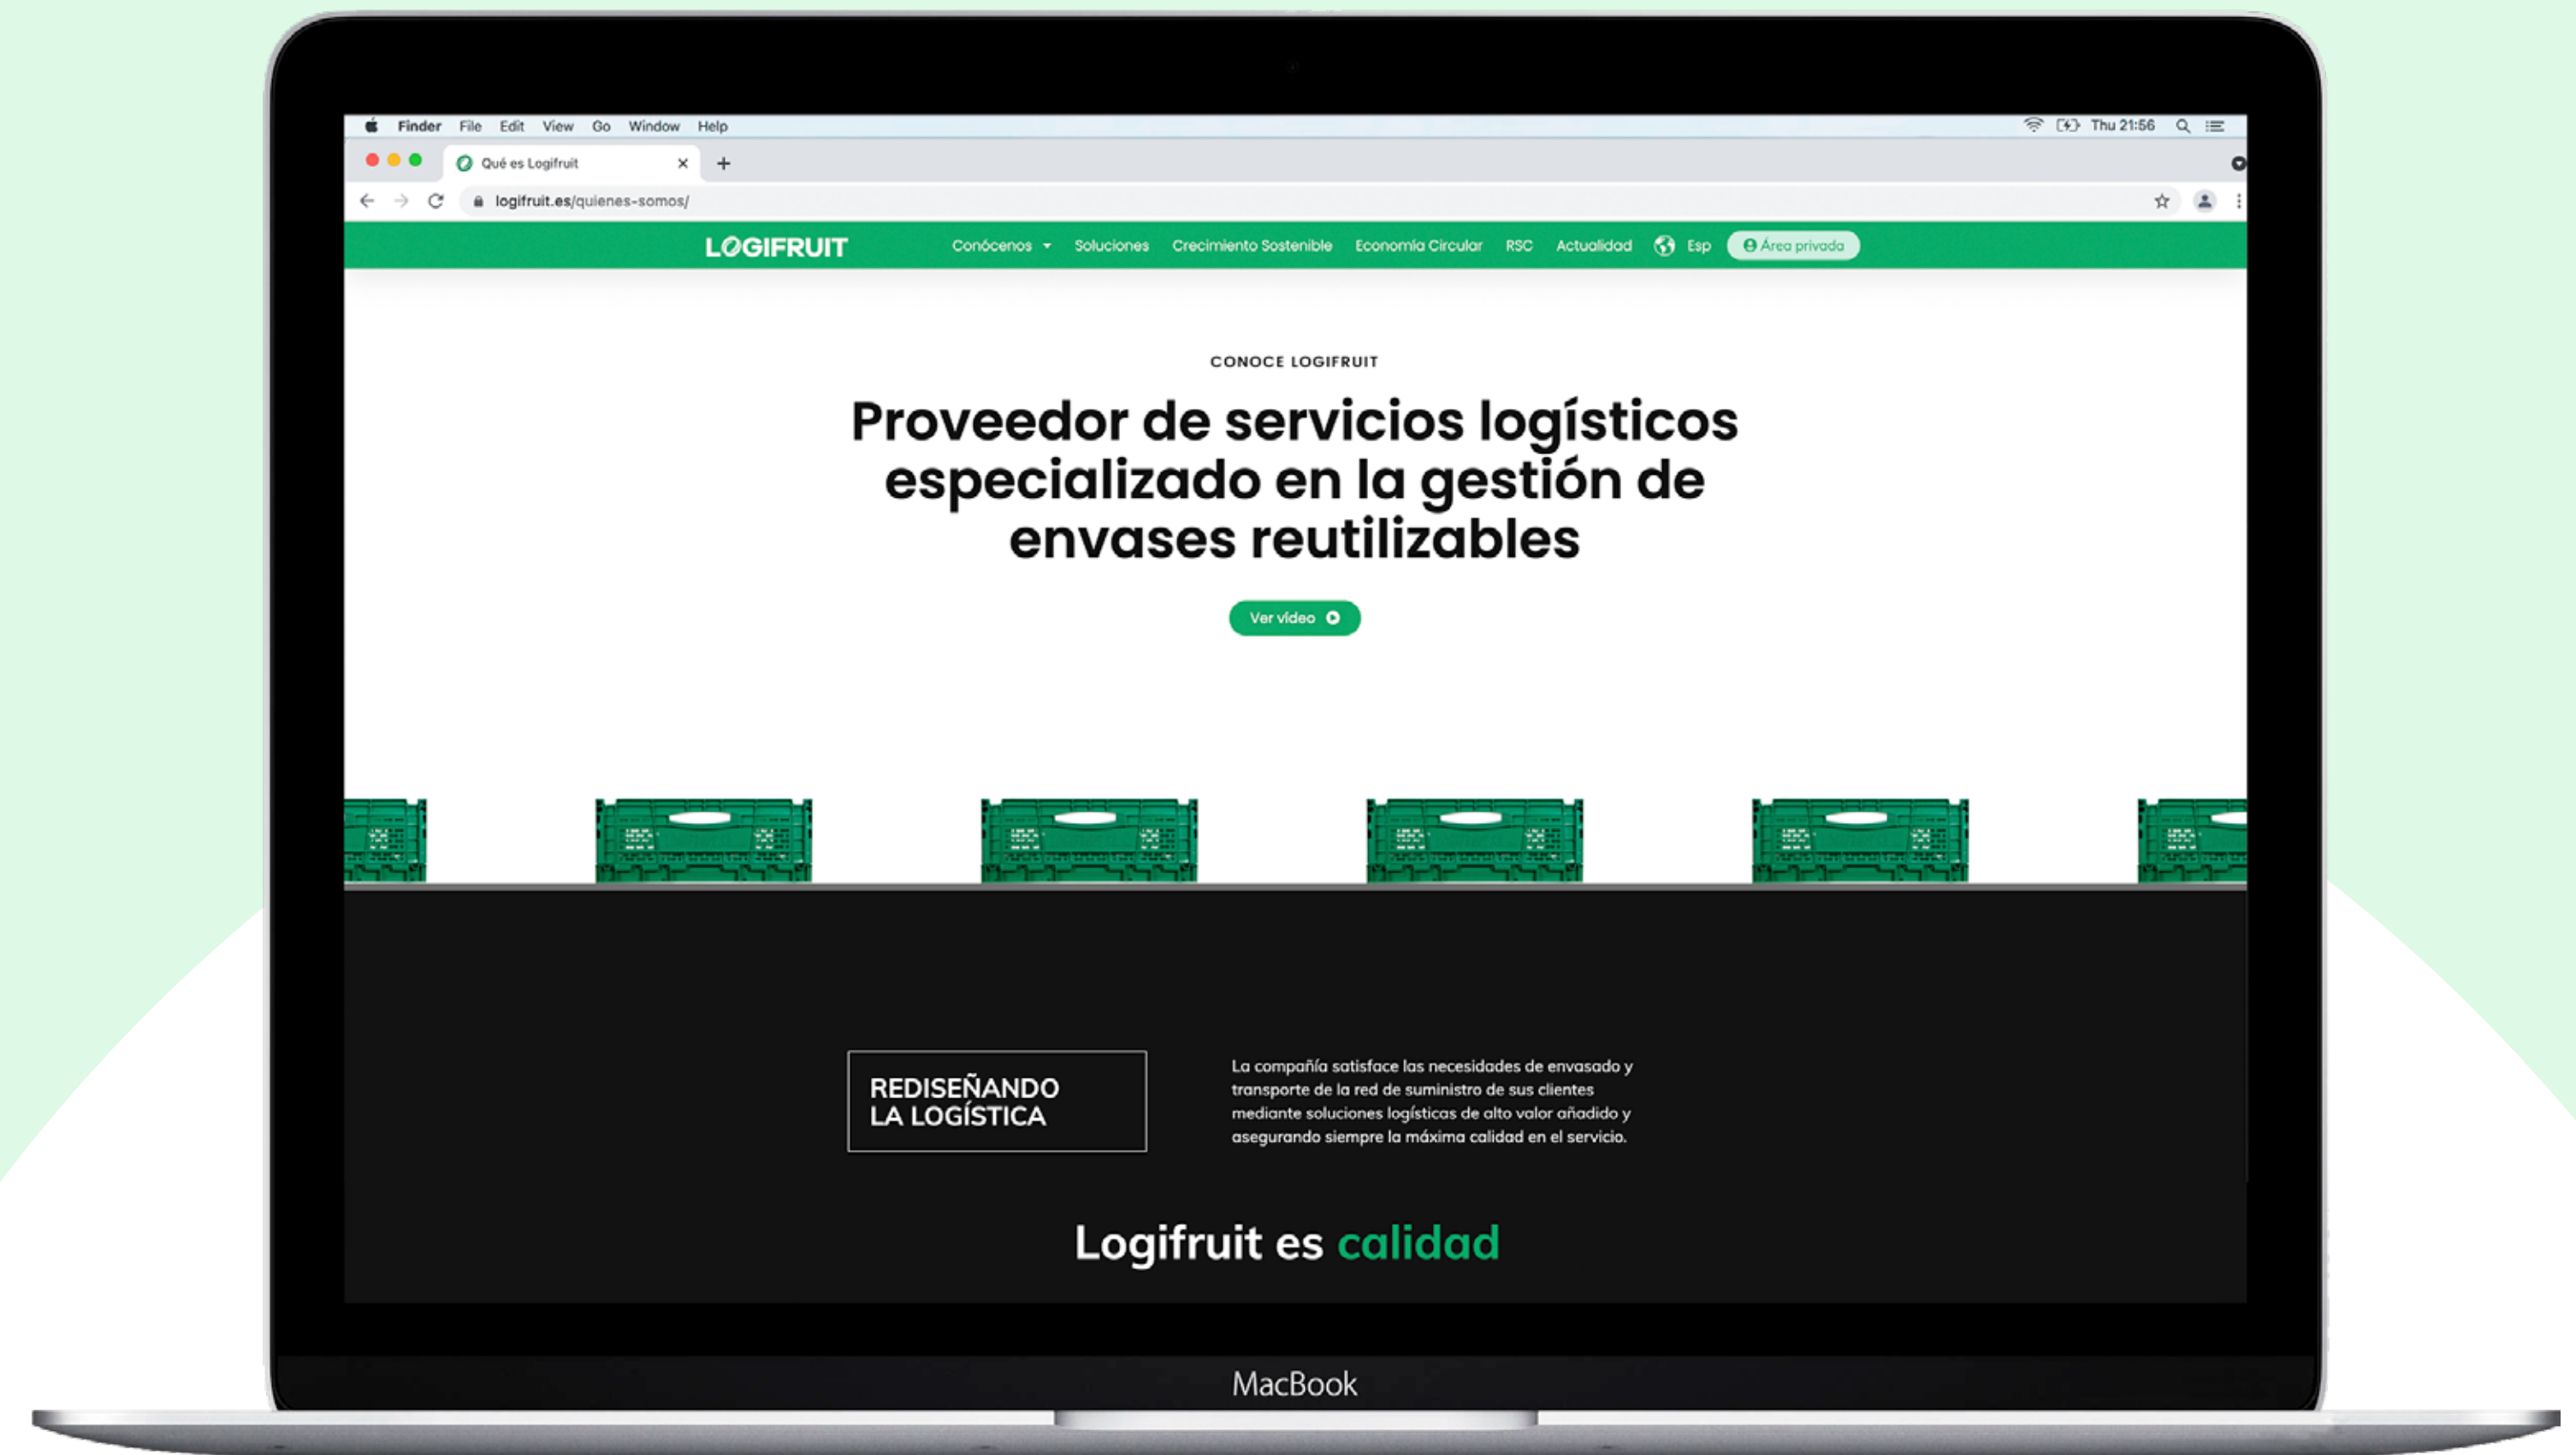 Finder File Edit View Go Window Help Thu 21:56
Qué es Logifruit
logifruit.es/quienes-somos/
LOGIFRUIT Conócenos Soluciones Crecimiento Sostenible Economía Circular RSC Actualidad Esp Área privada
CONOCE LOGIFRUIT
Proveedor de servicios logísticos
especializado en la gestión de
envases reutilizables
Ver vídeo
REDISEÑANDO
LA LOGÍSTICA
La compañía satisface las necesidades de envasado y
transporte de la red de suministro de sus clientes
mediante soluciones logísticas de alto valor añadido y
asegurando siempre la máxima calidad en el servicio.
Logifruit es calidad
MacBook